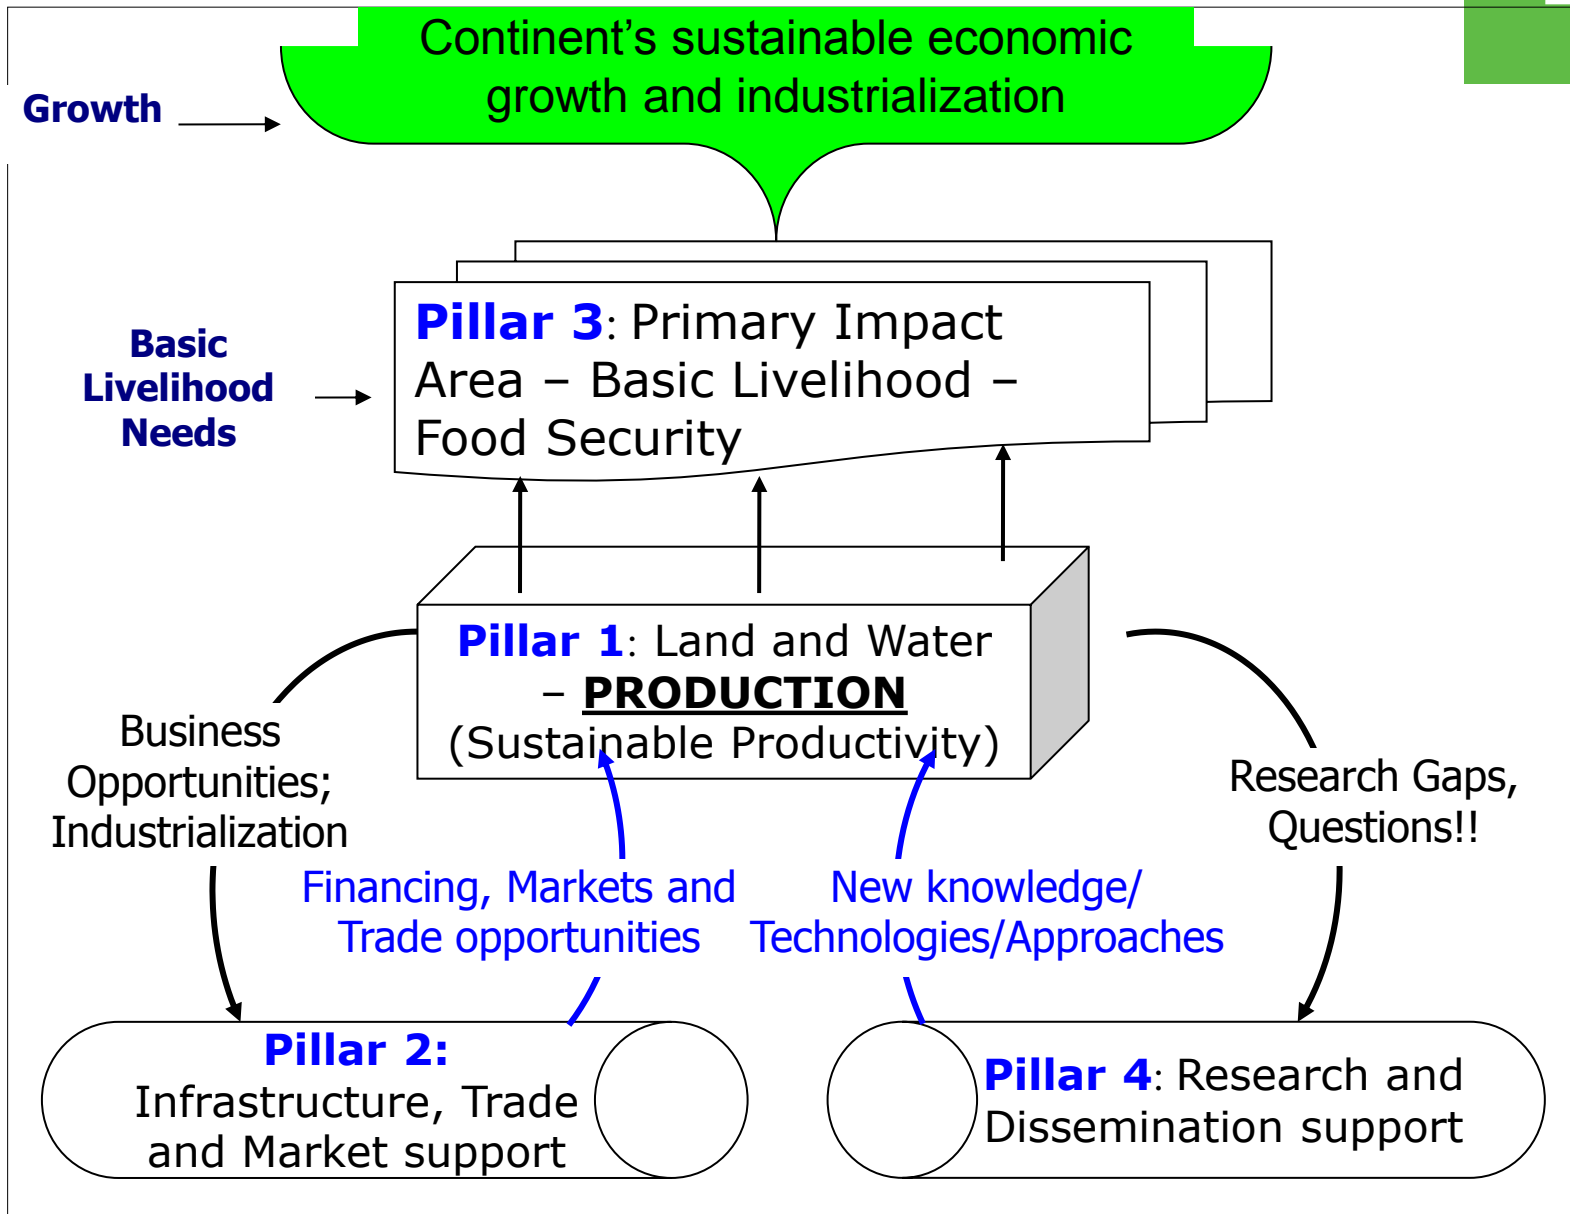 Continent’s sustainable economic
growth and industrialization
Growth
Basic
Livelihood
Needs
Pillar 3: Primary Impact
Area – Basic Livelihood –
Food Security
Pillar 1: Land and Water
– PRODUCTION
(Sustainable Productivity)
Business
Opportunities;
Industrialization
Research Gaps,
Questions!!
Financing, Markets and
Trade opportunities
New knowledge/
Technologies/Approaches
Pillar 2:
Infrastructure, Trade
and Market support
Pillar 4: Research and
Dissemination support